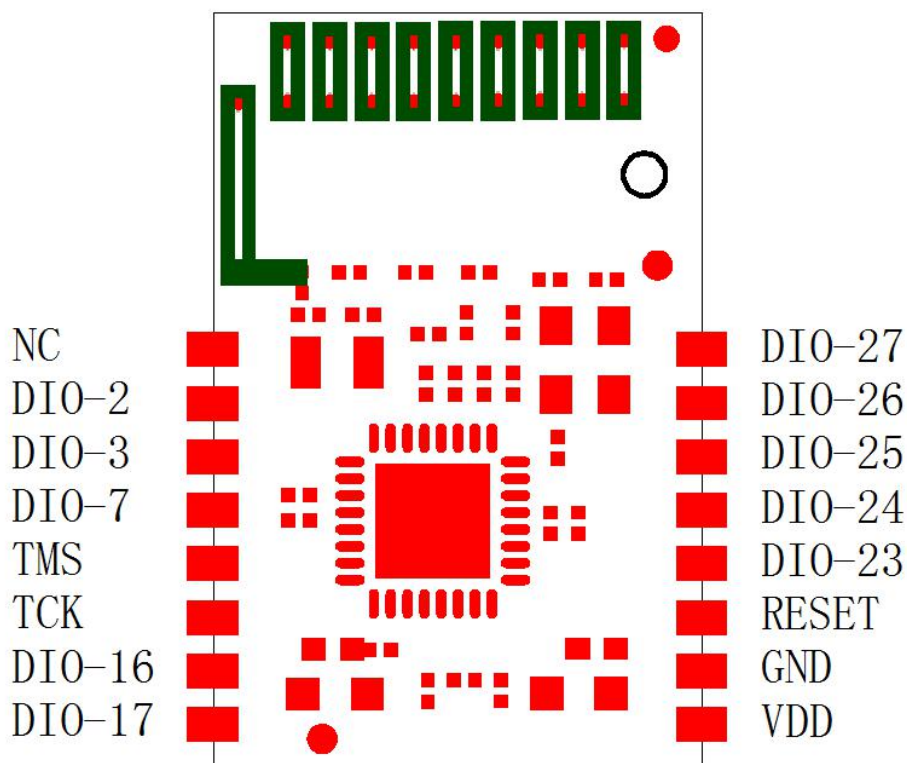 NC
DIO-2
DIO-3
DIO-7
TMS
TCK
DIO-16
DIO-17
DIO-27
DIO-26
DIO-25
DIO-24
DIO-23
RESET
GND
VDD